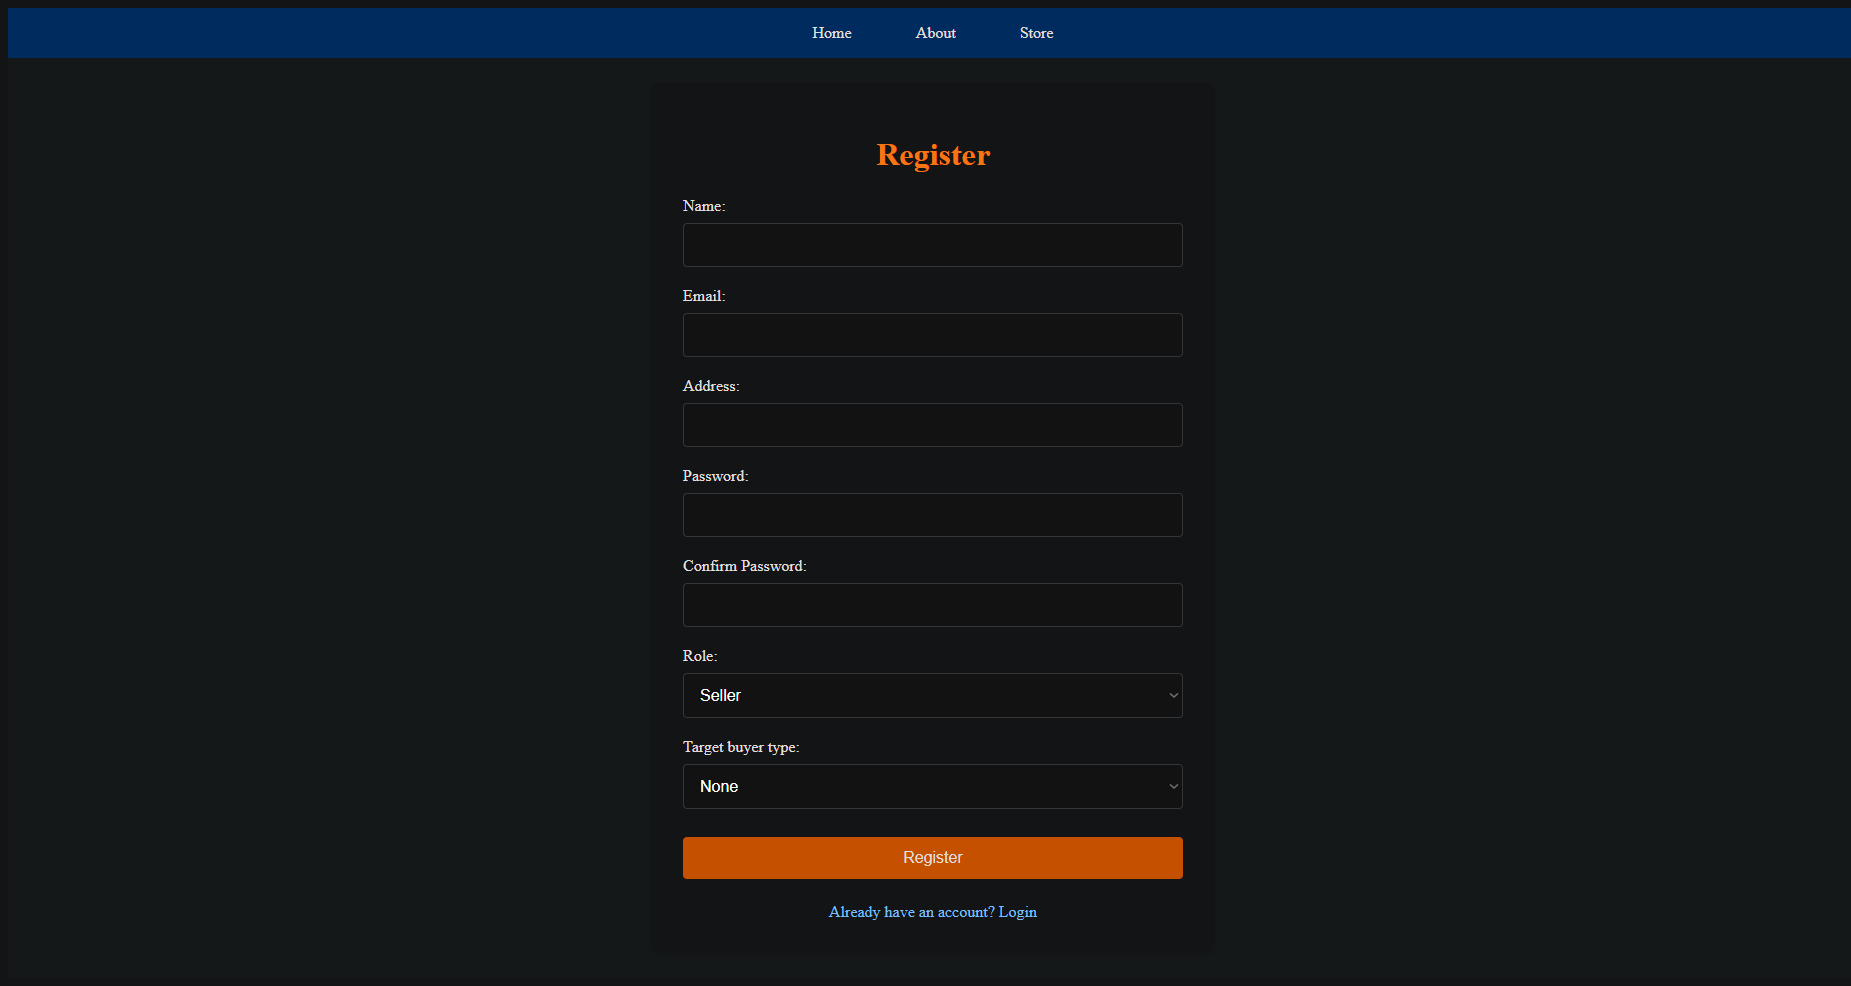 Home About Store
Register
Name:
Email:
Address:
Password:
Confirm Password:
Role:
Seller
Target buyer type:
None
Register
Already have an account? Login